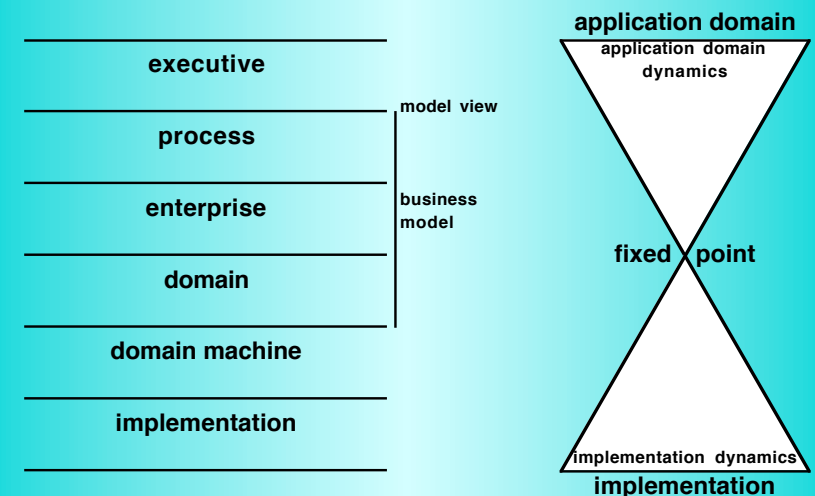 executive
process
enterprise
domain
domain machine
implementation
model view
business
model
application domain
application domain
dynamics
fixed point
implementation dynamics
implementation